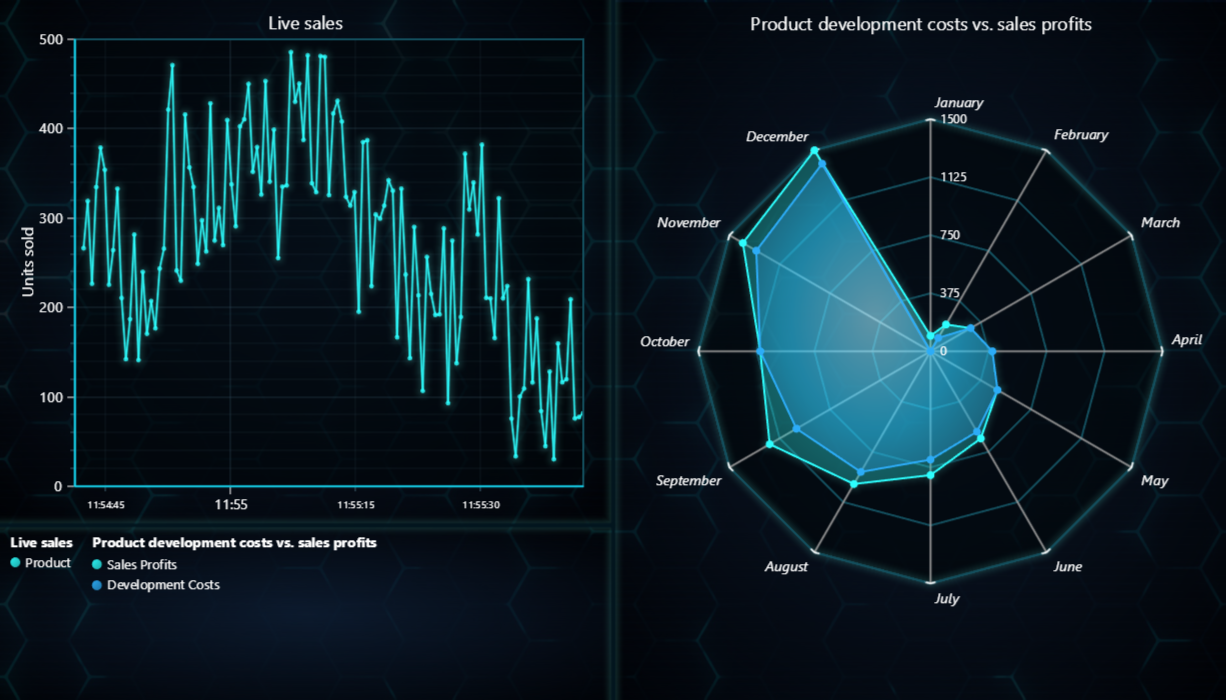 Live sales
500
400
300
200
100
0
Units sold
11:54:45
11:55
11:55:15
11:55:30
Live sales
Product
Product development costs vs. sales profits
Sales Profits
Development Costs
Product development costs vs. sales profits
January
February
March
April
May
June
July
August
September
October
November
December
1500
1125
750
375
0